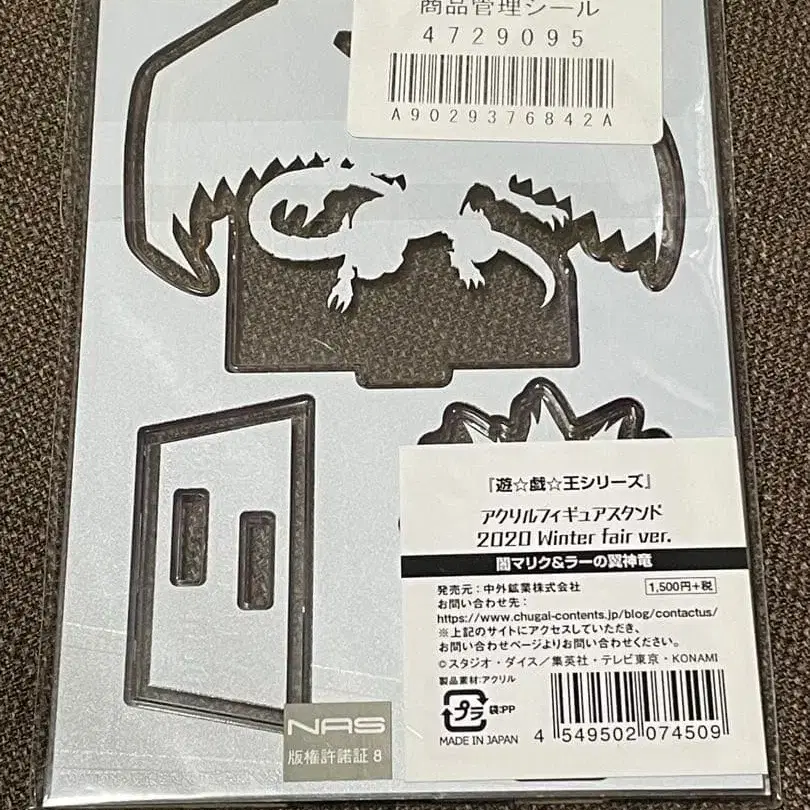 商品管理シール
4729095
A9029376842A
『遊☆戯☆王シリーズ』
アクリルフィギュアスタンド
2020 Winter fair ver.
闇マリク&ラーの翼神竜
発売元：中外鉱業株式会社
1,500円+税
お問い合わせ先：
https://www.chugai-contents.jp/blog/contactus/
※上記のサイトにアクセスしていただき、
お問い合わせページよりお問い合わせください。
©スタジオ・ダイス／集英社・テレビ東京・KONAMI
製品素材:アクリル
プラ
袋:PP
MADE IN JAPAN
4 549502 074509
NAS
版権許諾証 8